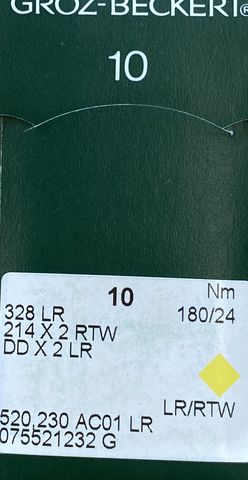 GROZ-BECKERT®
10
10 Nm
328 LR 180/24
214 X 2 RTW
DD X 2 LR
LR/RTW
520.230 AC01 LR
075521232 G